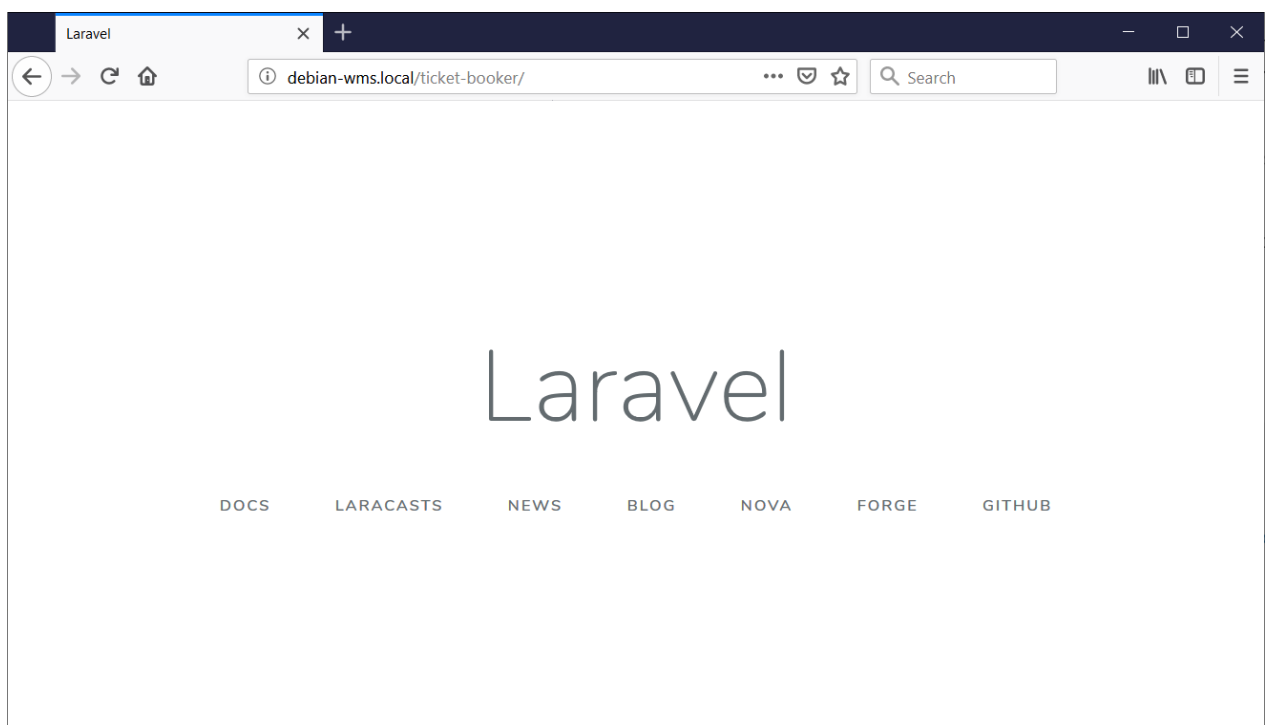 Laravel
debian-wms.local/ticket-booker/ Search
Laravel
DOCS LARACASTS NEWS BLOG NOVA FORGE GITHUB